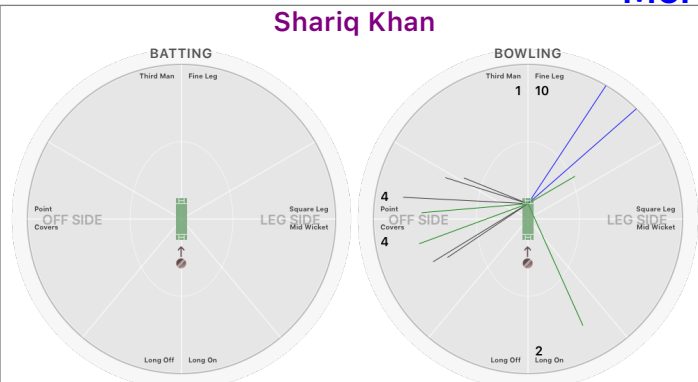 Shariq Khan
BATTING
Third Man Fine Leg
Point Square Leg
OFF SIDE LEG SIDE
Covers Mid Wicket
Long Off Long On
BOWLING
Third Man Fine Leg
1 10
4
Point Square Leg
OFF SIDE LEG SIDE
Covers Mid Wicket
4
2
Long Off Long On